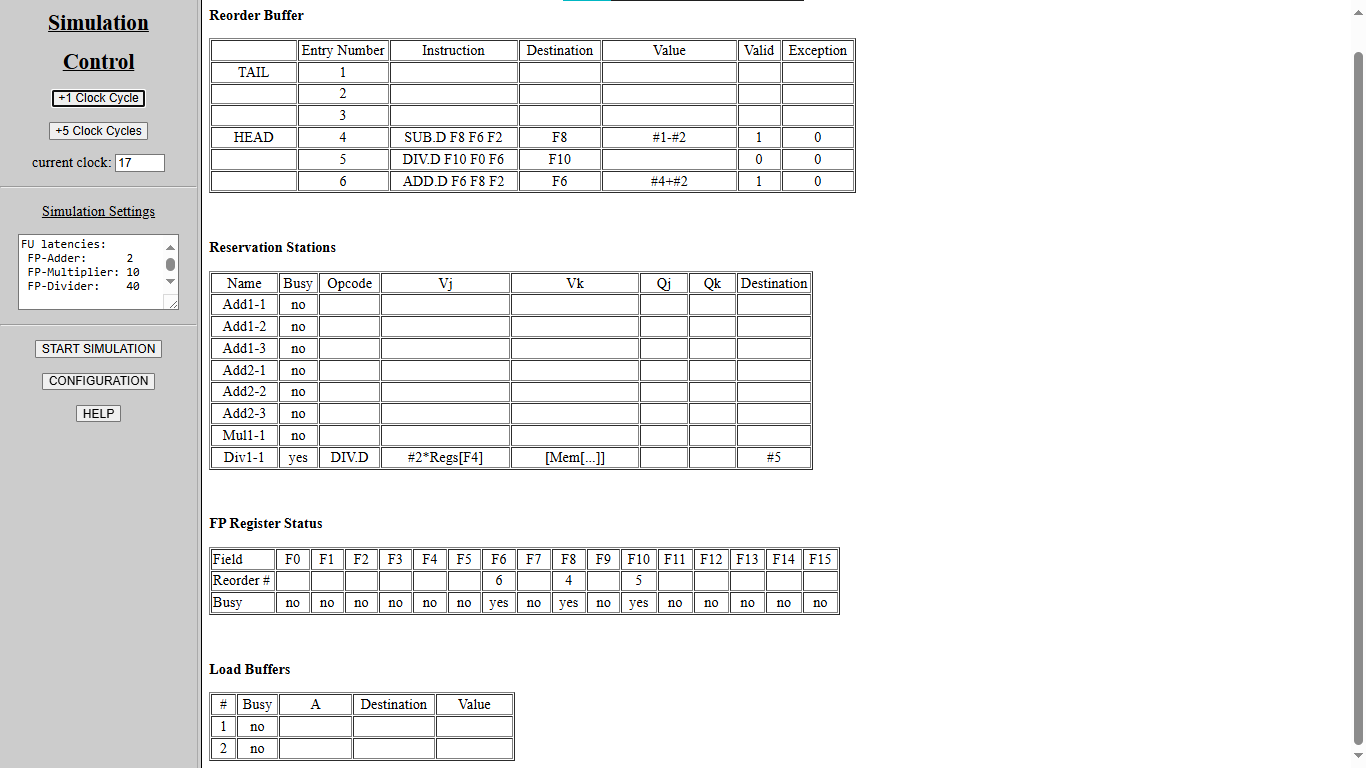 Simulation
Control
+1 Clock Cycle
+5 Clock Cycles
current clock: 17
Simulation Settings
FU latencies:
FP-Adder: 2
FP-Multiplier: 10
FP-Divider: 40
START SIMULATION
CONFIGURATION
HELP
Reorder Buffer
Entry Number Instruction Destination Value Valid Exception
TAIL 1
2
3
HEAD 4 SUB.D F8 F6 F2 F8 #1-#2 1 0
5 DIV.D F10 F0 F6 F10 0 0
6 ADD.D F6 F8 F2 F6 #4+#2 1 0
Reservation Stations
Name Busy Opcode Vj Vk Qj Qk Destination
Add1-1 no
Add1-2 no
Add1-3 no
Add2-1 no
Add2-2 no
Add2-3 no
Mul1-1 no
Div1-1 yes DIV.D #2*Regs[F4] [Mem[...]] #5
FP Register Status
Field F0 F1 F2 F3 F4 F5 F6 F7 F8 F9 F10 F11 F12 F13 F14 F15
Reorder # 6 4 5
Busy no no no no no no yes no yes no yes no no no no no
Load Buffers
# Busy A Destination Value
1 no
2 no